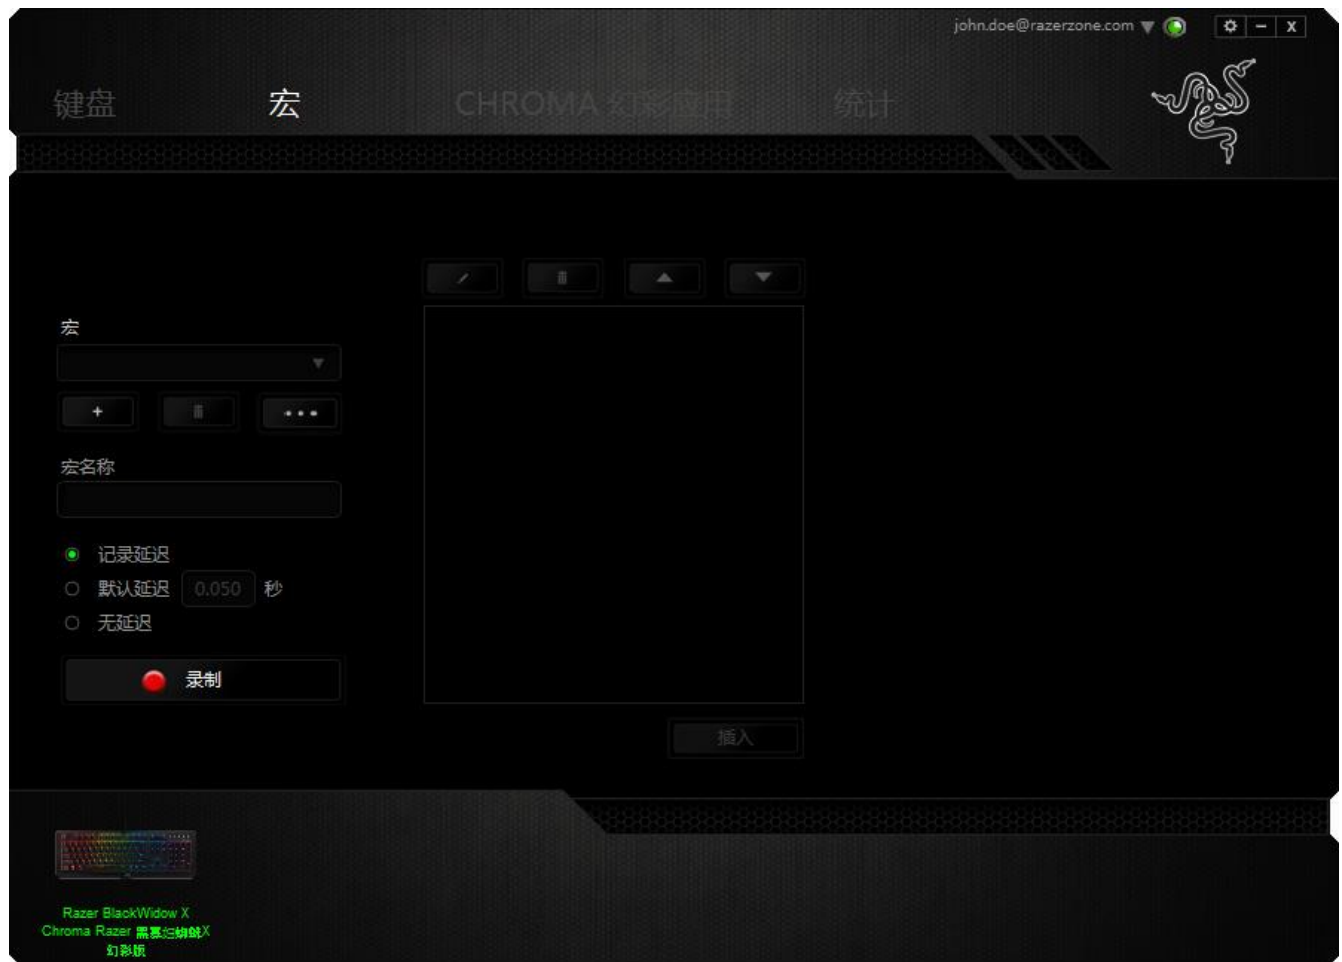 john.doe@razerzone.com
键盘
宏
CHROMA 幻彩应用
统计
宏
宏名称
记录延迟
默认延迟 0.050 秒
无延迟
录制
插入
Razer BlackWidow X
Chroma Razer 黑寡妇蜘蛛X
幻彩版